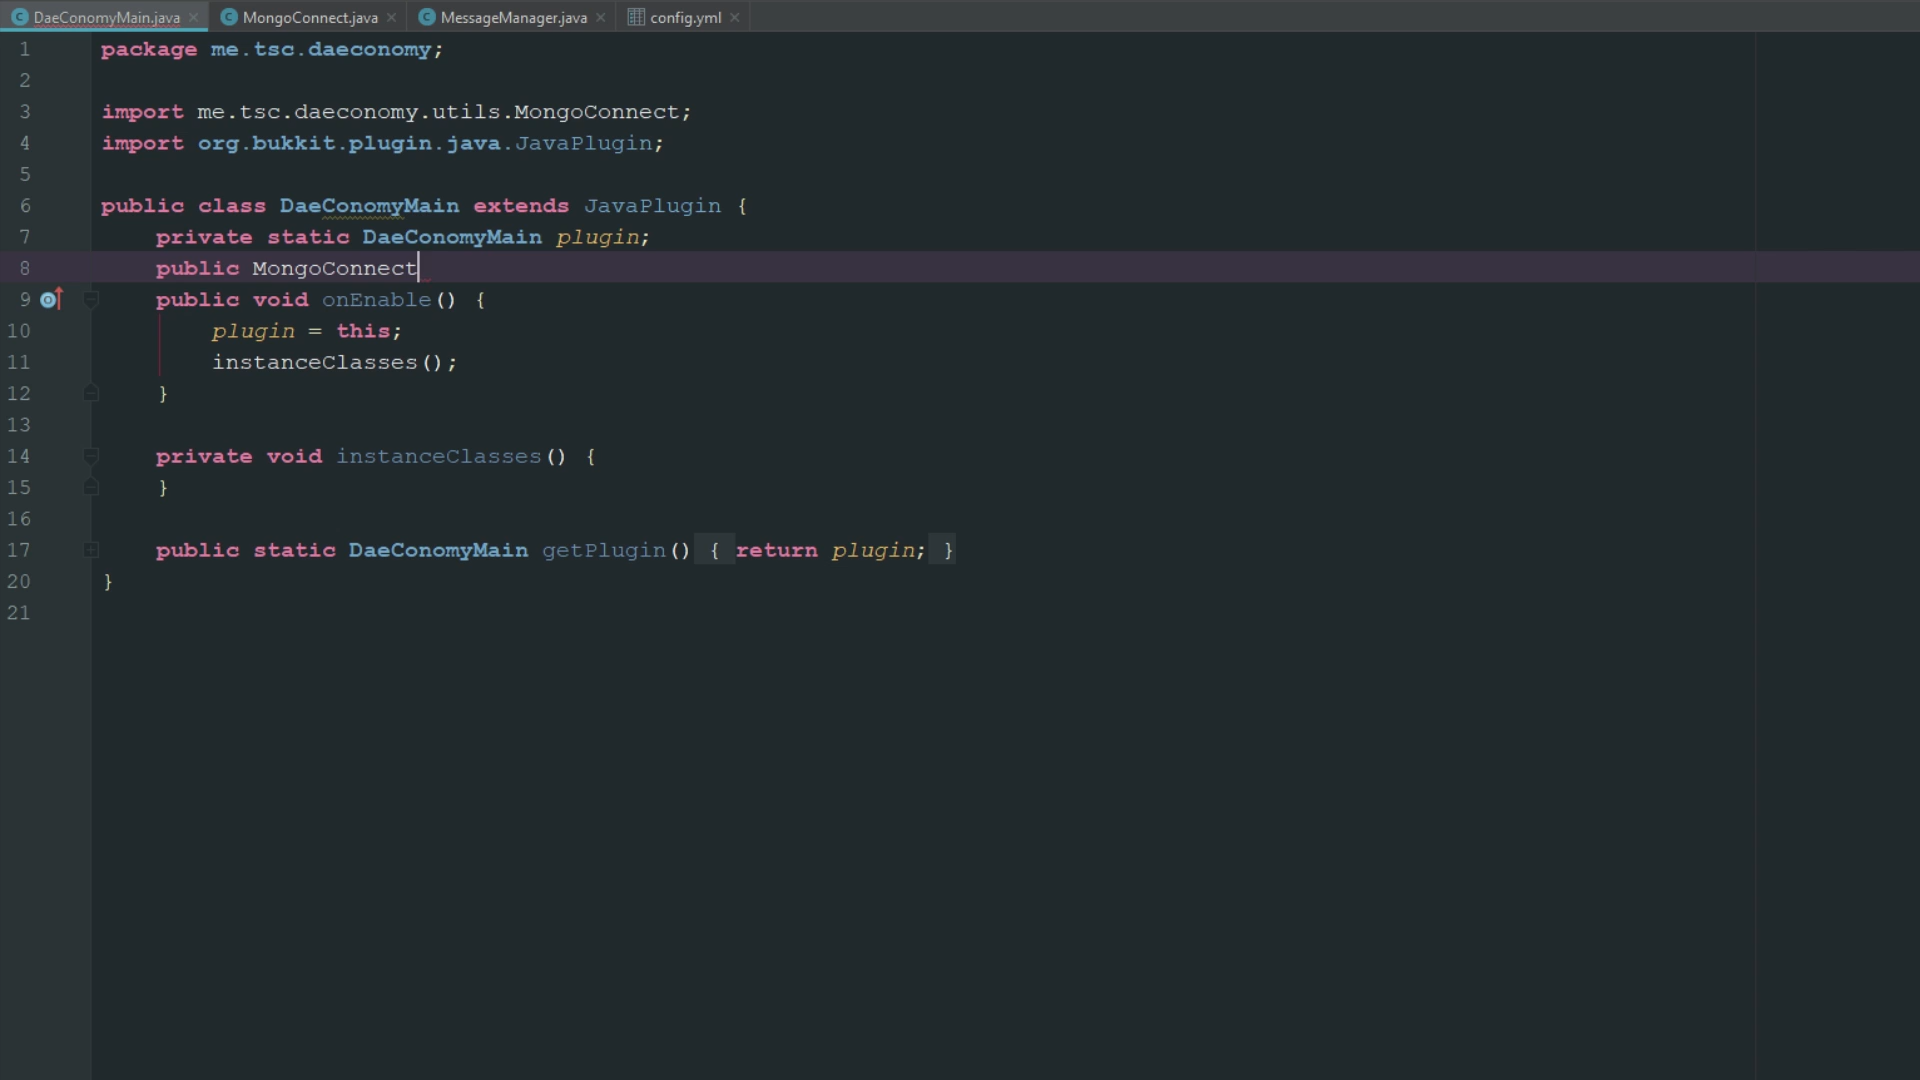 DaeConomyMain.java MongoConnect.java MessageManager.java config.yml
1 package me.tsc.daeconomy;
2
3 import me.tsc.daeconomy.utils.MongoConnect;
4 import org.bukkit.plugin.java.JavaPlugin;
5
6 public class DaeConomyMain extends JavaPlugin {
7 private static DaeConomyMain plugin;
8 public MongoConnect
9 public void onEnable() {
10 plugin = this;
11 instanceClasses();
12 }
13
14 private void instanceClasses() {
15 }
16
17 public static DaeConomyMain getPlugin() { return plugin; }
20 }
21